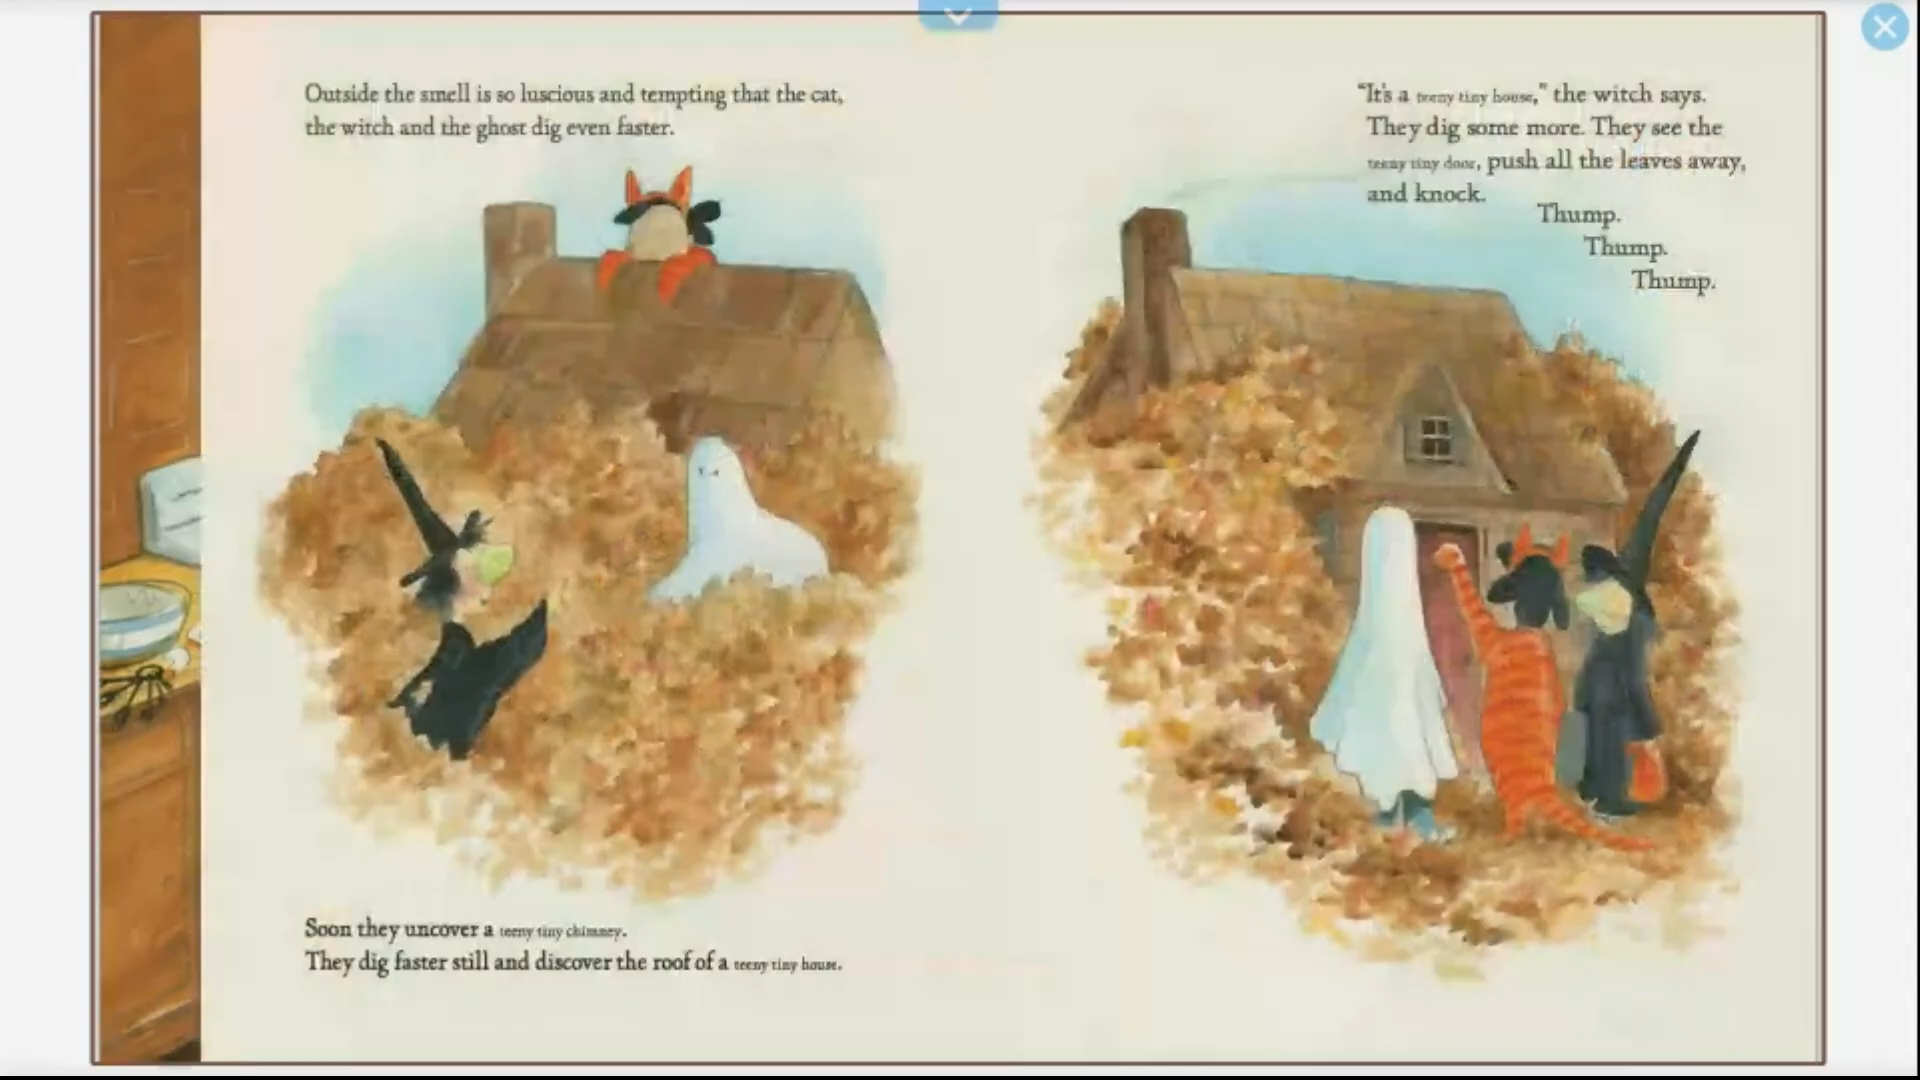 Outside the smell is so luscious and tempting that the cat,
the witch and the ghost dig even faster.
Soon they uncover a teeny tiny chimney.
They dig faster still and discover the roof of a teeny tiny house.
"It's a teeny tiny house," the witch says.
They dig some more. They see the
teeny tiny door, push all the leaves away,
and knock.
Thump.
Thump.
Thump.